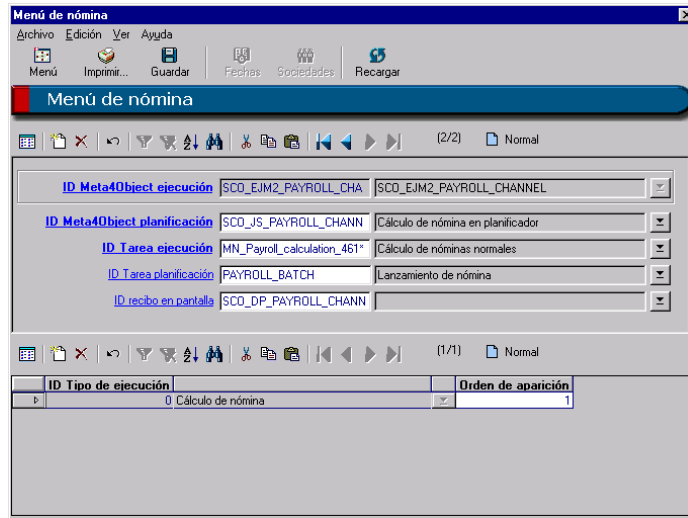 Menú de nómina
Archivo Edición Ver Ayuda
Menú Imprimir... Guardar Fechas Sociedades Recargar
Menú de nómina
(2/2) Normal
ID Meta4Object ejecución SCO_EJM2_PAYROLL_CHA SCO_EJM2_PAYROLL_CHANNEL
ID Meta4Object planificación SCO_JS_PAYROLL_CHANN Cálculo de nómina en planificador
ID Tarea ejecución MN_Payroll_calculation_461* Cálculo de nóminas normales
ID Tarea planificación PAYROLL_BATCH Lanzamiento de nómina
ID recibo en pantalla SCO_DP_PAYROLL_CHANN
(1/1) Normal
ID Tipo de ejecución Orden de aparición
0 Cálculo de nómina 1